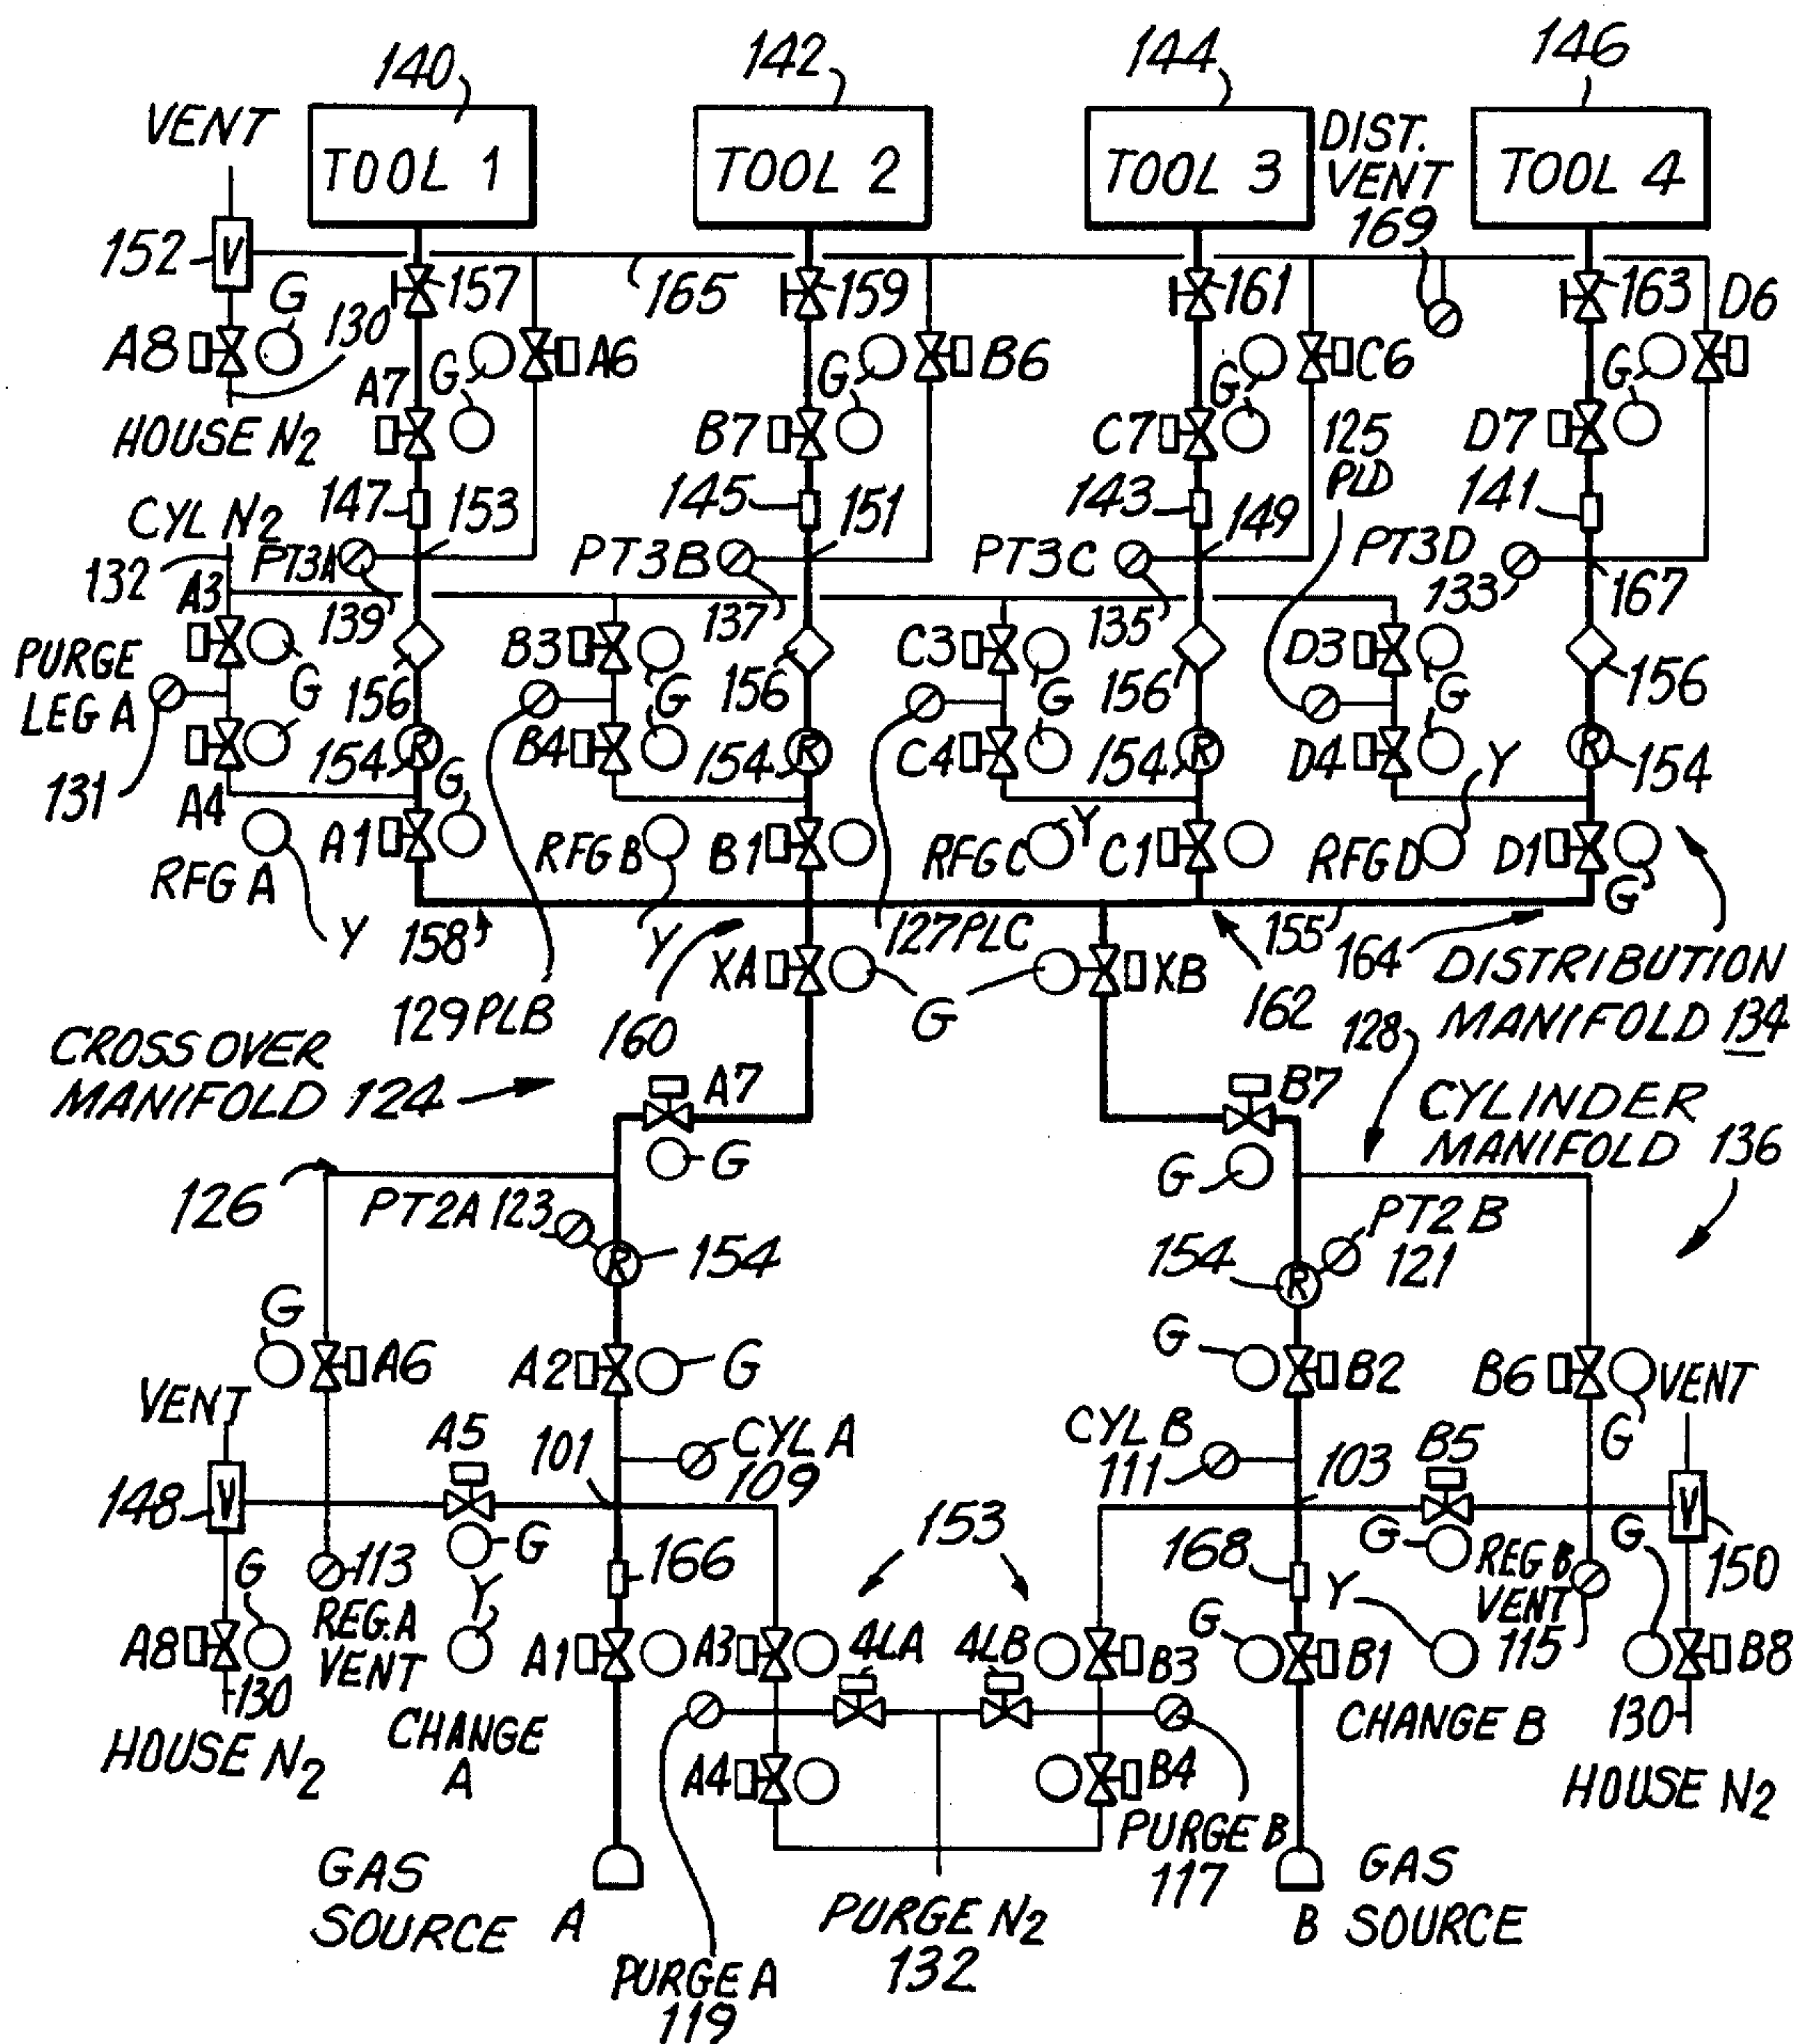 140
142
144
146
VENT
TOOL 1
TOOL 2
TOOL 3
DIST.
VENT
169
TOOL 4
152
V
G
130
157
165
159
161
163
D6
A8
A7
G
A6
G
B6
G
C6
G
HOUSE N2
B7
C7
125
PLD
D7
CYL N2
147
153
145
151
143
149
141
132
PT3A
PT3B
PT3C
PT3D
A3
139
137
135
133
167
PURGE
LEG A
G
156
B3
G
156
C3
G
156
D3
G
156
131
A4
154
R
G
B4
154
R
C4
154
R
D4
Y
R
154
RFG A
A1
RFG B
B1
RFG C
Y
C1
RFG D
D1
G
Y
158
Y
127 PLC
155
164
DISTRIBUTION
MANIFOLD 134
129 PLB
XA
160
G
XB
162
128
CROSS OVER
MANIFOLD 124
A7
B7
CYLINDER
MANIFOLD 136
G
G
126
PT2A 123
R
154
154
R
PT2B
121
G
A6
A2
G
G
B2
B6
VENT
G
VENT
A5
101
CYL A
109
CYL B
111
103
B5
148
V
G
153
G
G
V
150
G
113
REG. A
VENT
Y
166
168
Y
REG B
VENT
115
A8
130
A1
A3
4LA
4LB
B3
G
B1
B8
HOUSE N2
CHANGE
A
CHANGE B
130
A4
B4
HOUSE N2
GAS
SOURCE A
PURGE B
117
GAS
B SOURCE
PURGE N2
132
PURGE A
119